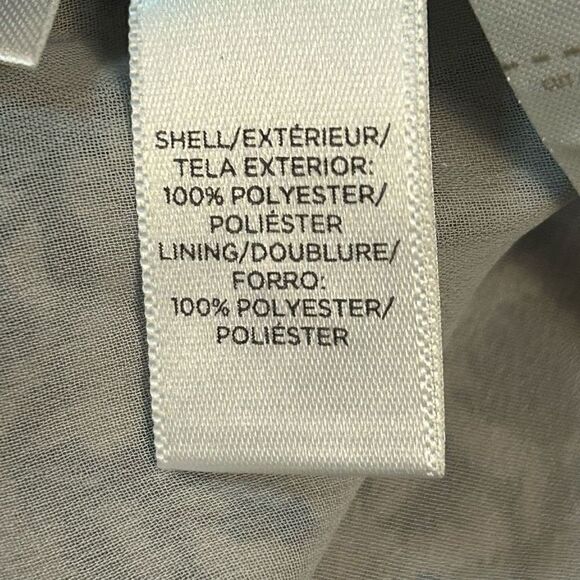 SHELL/EXTÉRIEUR/
TELA EXTERIOR:
100% POLYESTER/
POLIÉSTER
LINING/DOUBLURE/
FORRO:
100% POLYESTER/
POLIÉSTER